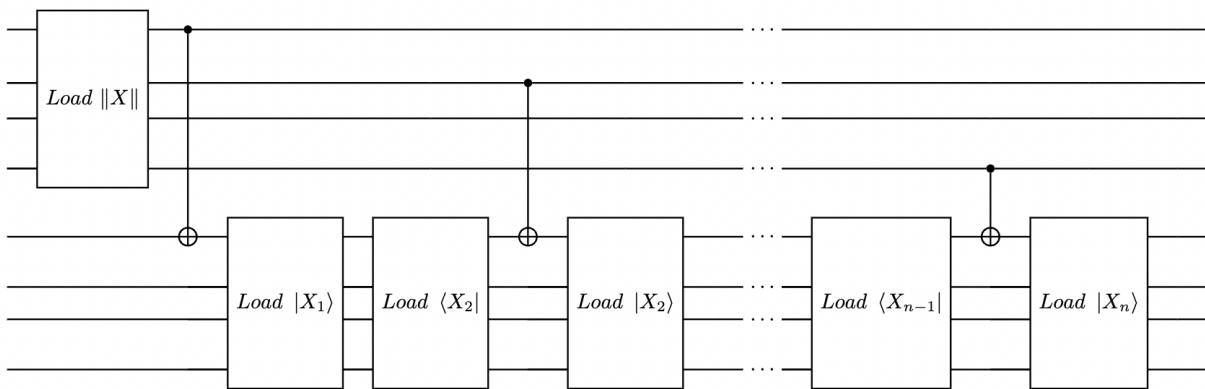 Load ∥X∥
Load |X₁⟩
Load ⟨X₂|
Load |X₂⟩
Load ⟨Xₙ₋₁|
Load |Xₙ⟩
...
...
...
...
...
...
...
...